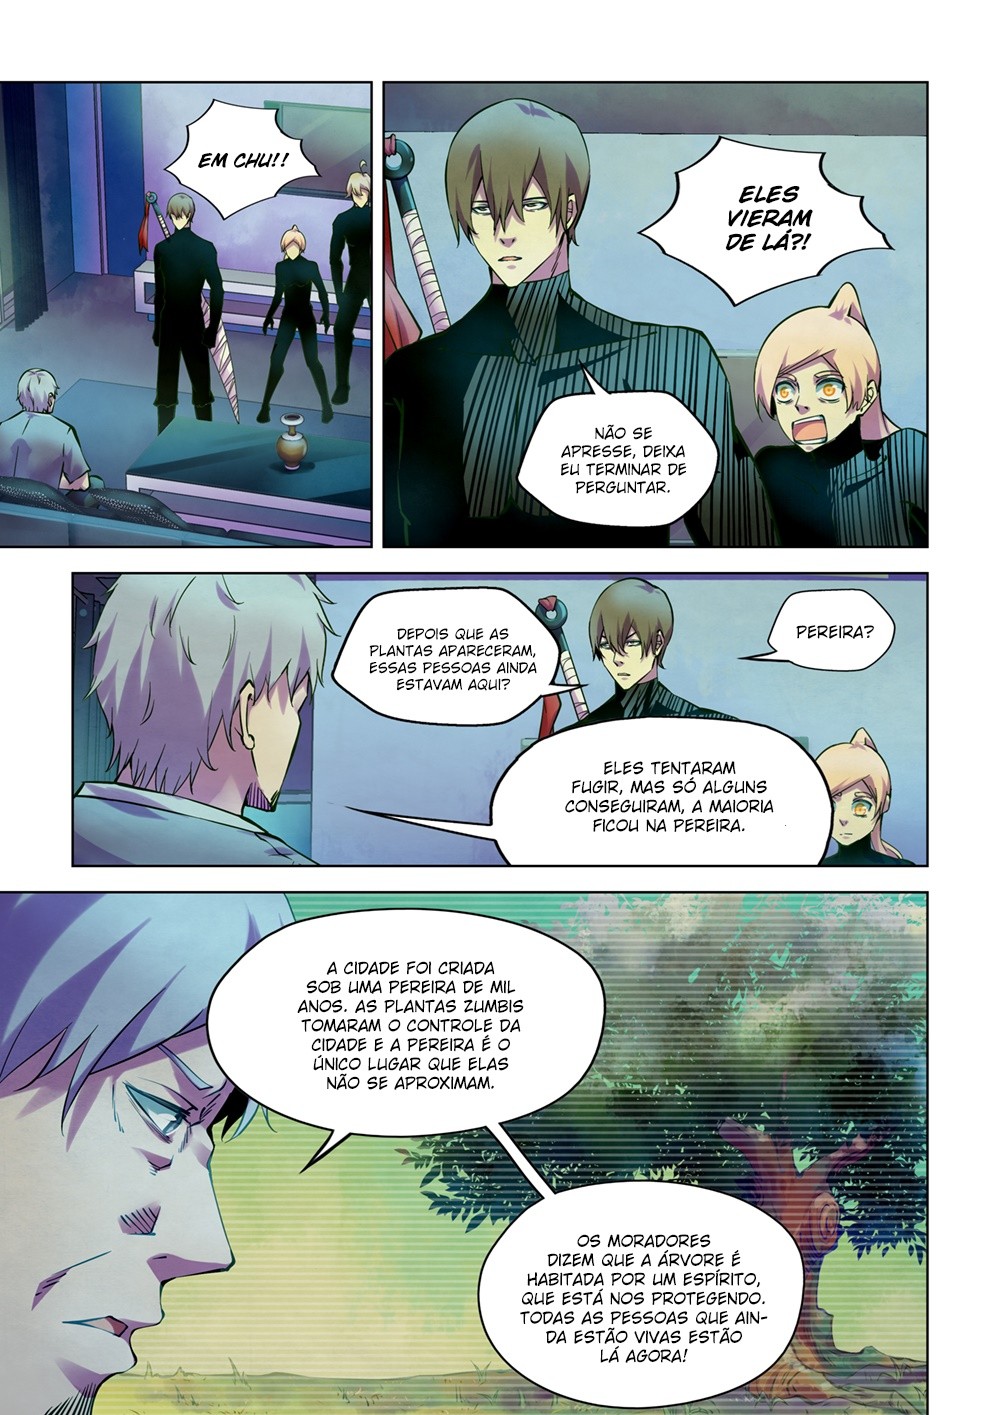 EM CHU!!
ELES
VIERAM
DE LÁ?!
NÃO SE
APRESSE, DEIXA
EU TERMINAR DE
PERGUNTAR.
DEPOIS QUE AS
PLANTAS APARECERAM,
ESSAS PESSOAS AINDA
ESTAVAM AQUI?
PEREIRA?
ELES TENTARAM
FUGIR, MAS SÓ ALGUNS
CONSEGUIRAM, A MAIORIA
FICOU NA PEREIRA.
A CIDADE FOI CRIADA
SOB UMA PEREIRA DE MIL
ANOS. AS PLANTAS ZUMBIS
TOMARAM O CONTROLE DA
CIDADE E A PEREIRA É O
ÚNICO LUGAR QUE ELAS
NÃO SE APROXIMAM.
OS MORADORES
DIZEM QUE A ÁRVORE É
HABITADA POR UM ESPÍRITO,
QUE ESTÁ NOS PROTEGENDO.
TODAS AS PESSOAS QUE AIN-
DA ESTÃO VIVAS ESTÃO
LÁ AGORA!